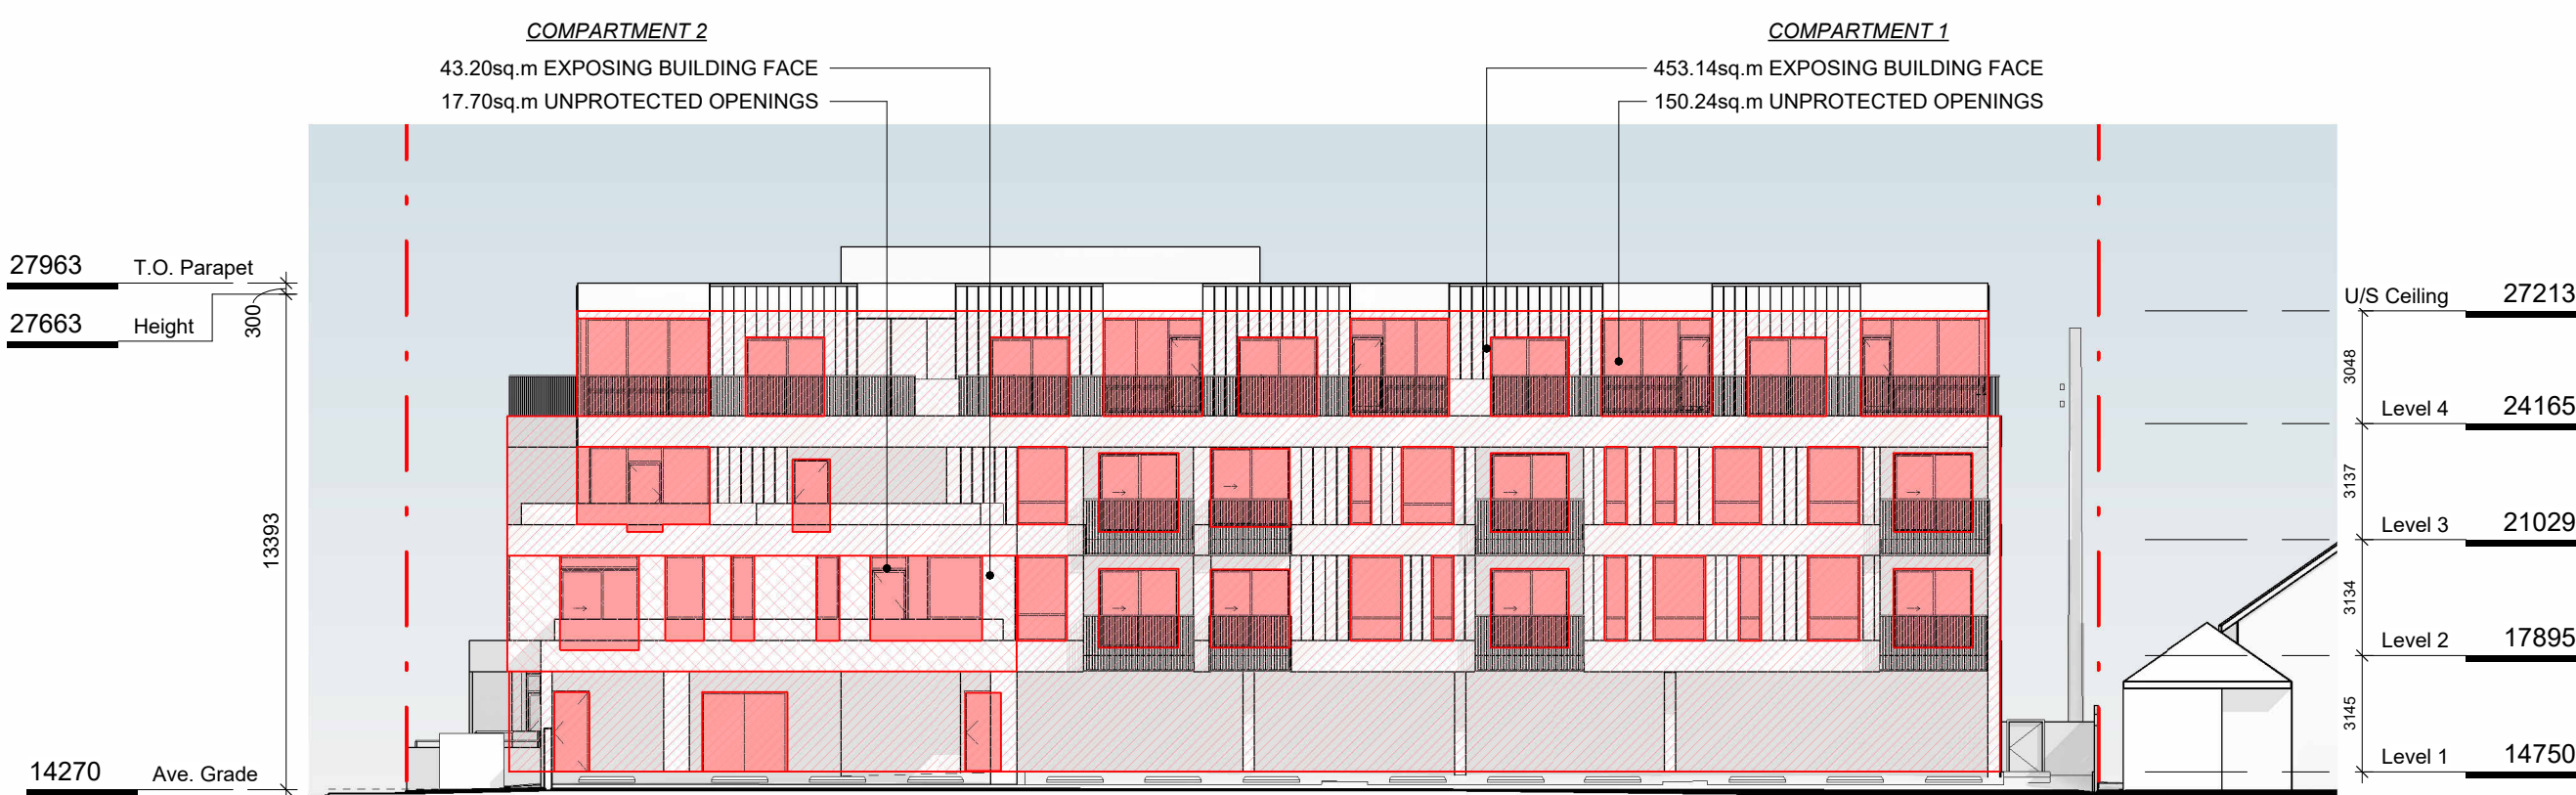 COMPARTMENT 2
43.20sq.m EXPOSING BUILDING FACE
17.70sq.m UNPROTECTED OPENINGS
COMPARTMENT 1
453.14sq.m EXPOSING BUILDING FACE
150.24sq.m UNPROTECTED OPENINGS
27963 T.O. Parapet
300
27663 Height
13393
14270 Ave. Grade
U/S Ceiling 27213
3048
Level 4 24165
3137
Level 3 21029
3134
Level 2 17895
3145
Level 1 14750